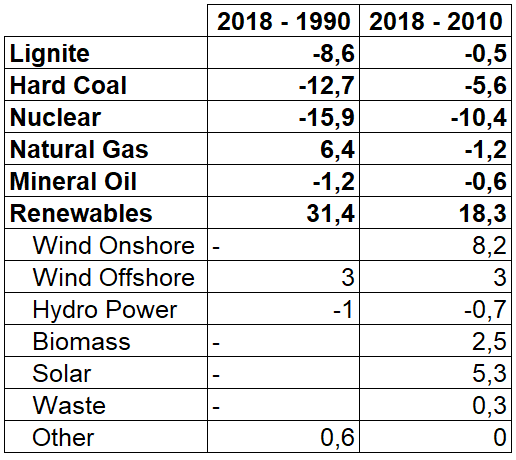 2018 - 1990 2018 - 2010
Lignite -8,6 -0,5
Hard Coal -12,7 -5,6
Nuclear -15,9 -10,4
Natural Gas 6,4 -1,2
Mineral Oil -1,2 -0,6
Renewables 31,4 18,3
Wind Onshore - 8,2
Wind Offshore 3 3
Hydro Power -1 -0,7
Biomass - 2,5
Solar - 5,3
Waste - 0,3
Other 0,6 0